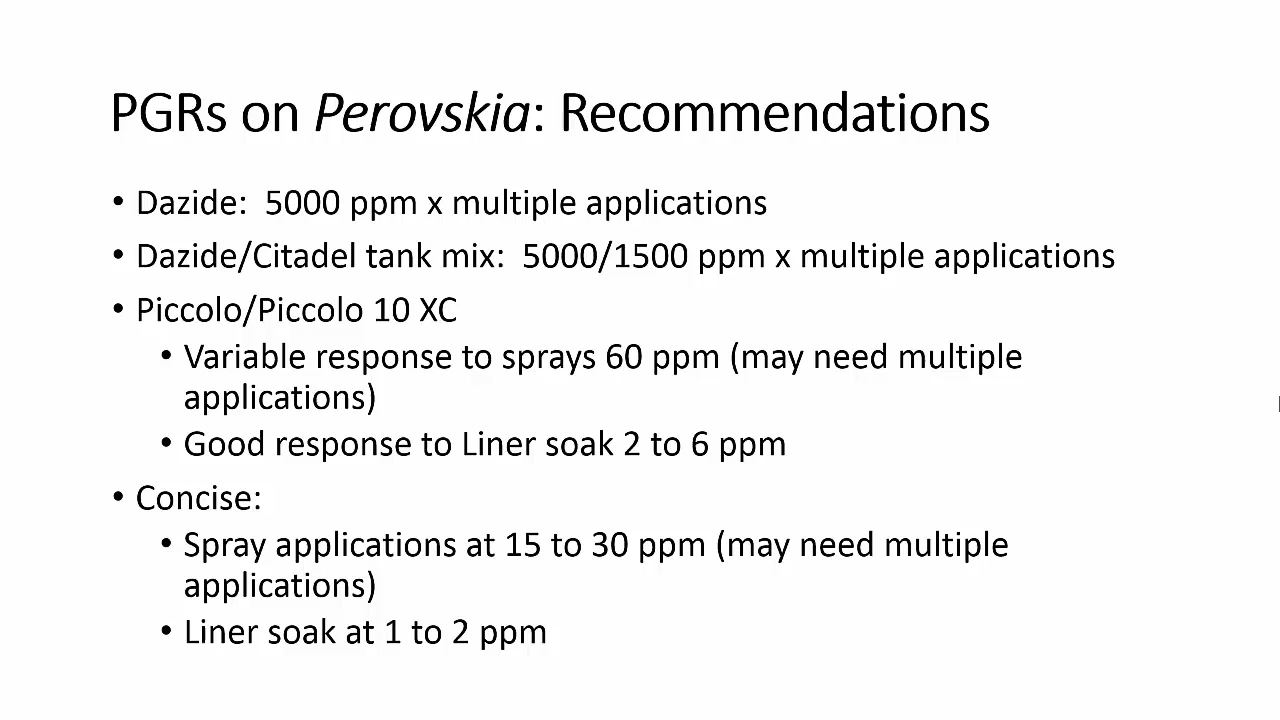 PGRs on Perovskia: Recommendations
• Dazide: 5000 ppm x multiple applications
• Dazide/Citadel tank mix: 5000/1500 ppm x multiple applications
• Piccolo/Piccolo 10 XC
• Variable response to sprays 60 ppm (may need multiple
applications)
• Good response to Liner soak 2 to 6 ppm
• Concise:
• Spray applications at 15 to 30 ppm (may need multiple
applications)
• Liner soak at 1 to 2 ppm